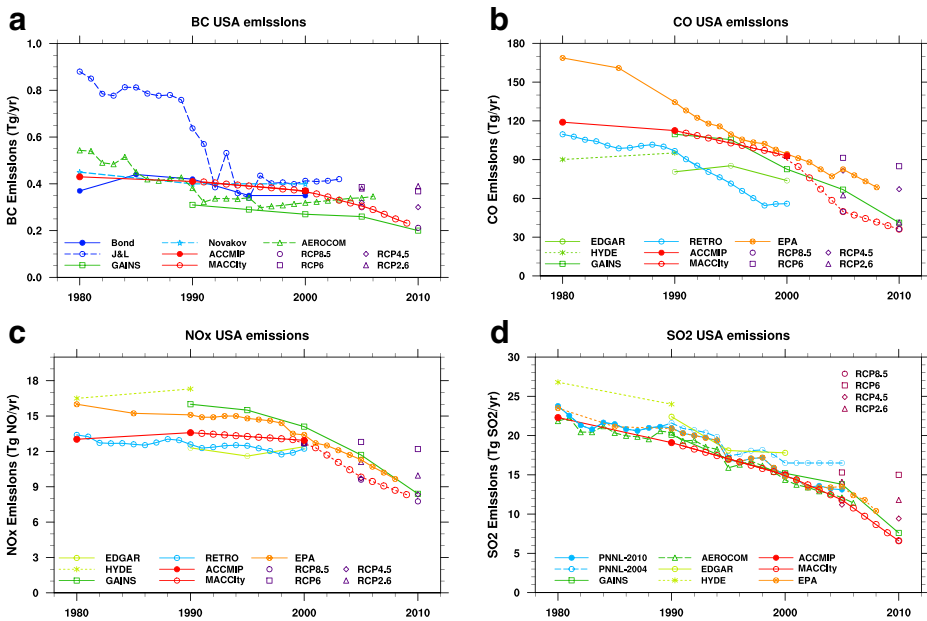 a
BC USA emissions
BC Emissions (Tg/yr)
1.0
0.8
0.6
0.4
0.2
0.0
Bond
Novakov
AEROCOM
J&L
ACCMIP
RCP8.5
RCP4.5
GAINS
MACCity
RCP6
RCP2.6
1980
1990
2000
2010
b
CO USA emissions
CO Emissions (Tg/yr)
180
150
120
90
60
30
0
EDGAR
RETRO
EPA
HYDE
ACCMIP
RCP8.5
RCP4.5
GAINS
MACCity
RCP6
RCP2.6
1980
1990
2000
2010
c
NOx USA emissions
NOx Emissions (Tg NO/yr)
18
15
12
9
6
3
0
EDGAR
RETRO
EPA
HYDE
ACCMIP
RCP8.5
RCP4.5
GAINS
MACCity
RCP6
RCP2.6
1980
1990
2000
2010
d
SO2 USA emissions
SO2 Emissions (Tg SO2/yr)
30
25
20
15
10
5
0
RCP8.5
RCP6
RCP4.5
RCP2.6
PNNL-2010
AEROCOM
ACCMIP
PNNL-2004
EDGAR
MACCity
GAINS
HYDE
EPA
1980
1990
2000
2010